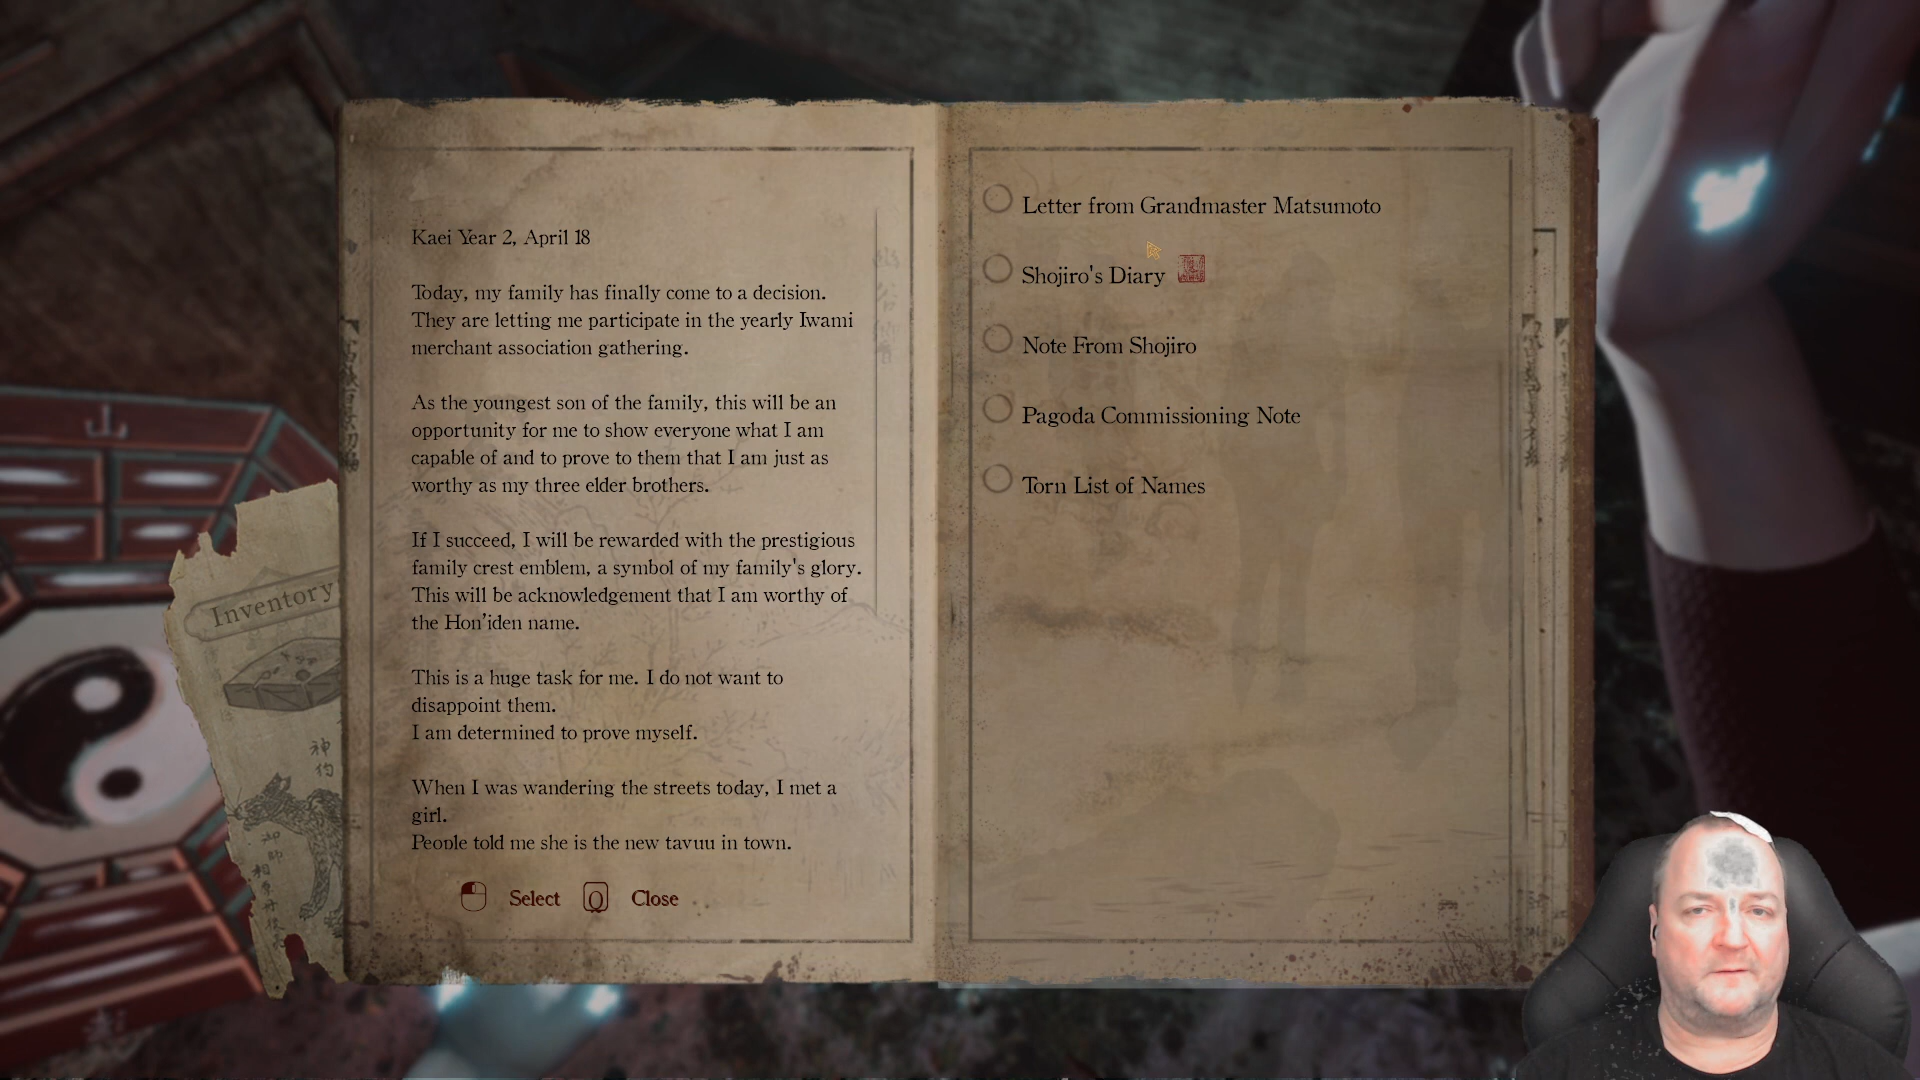 Kaei Year 2, April 18
Today, my family has finally come to a decision.
They are letting me participate in the yearly Iwami
merchant association gathering.
As the youngest son of the family, this will be an
opportunity for me to show everyone what I am
capable of and to prove to them that I am just as
worthy as my three elder brothers.
If I succeed, I will be rewarded with the prestigious
family crest emblem, a symbol of my family's glory.
This will be acknowledgement that I am worthy of
the Hon'iden name.
This is a huge task for me. I do not want to
disappoint them.
I am determined to prove myself.
When I was wandering the streets today, I met a
girl.
People told me she is the new tayuu in town.
Select Q Close
Letter from Grandmaster Matsumoto
Shojiro's Diary
Note From Shojiro
Pagoda Commissioning Note
Torn List of Names
Inventory
山